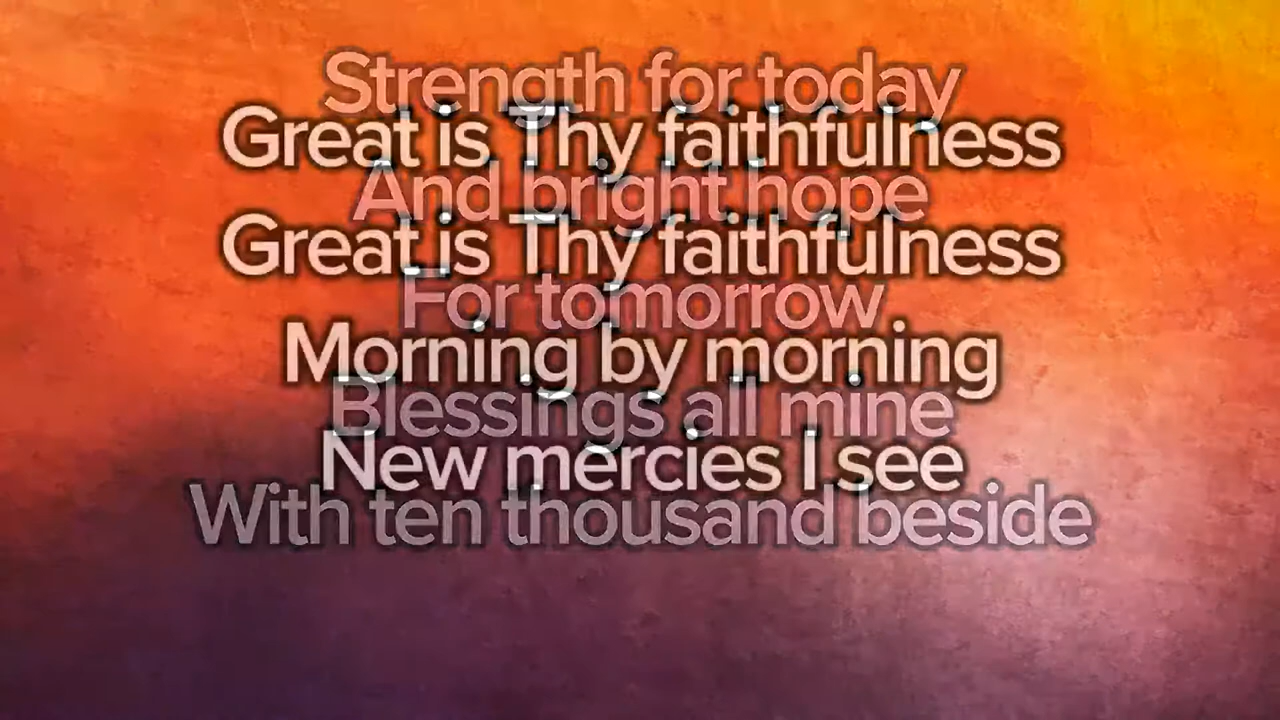 Strength for today
Great is Thy faithfulness
And bright hope
Great is Thy faithfulness
For tomorrow
Morning by morning
Blessings all mine
New mercies I see
With ten thousand beside